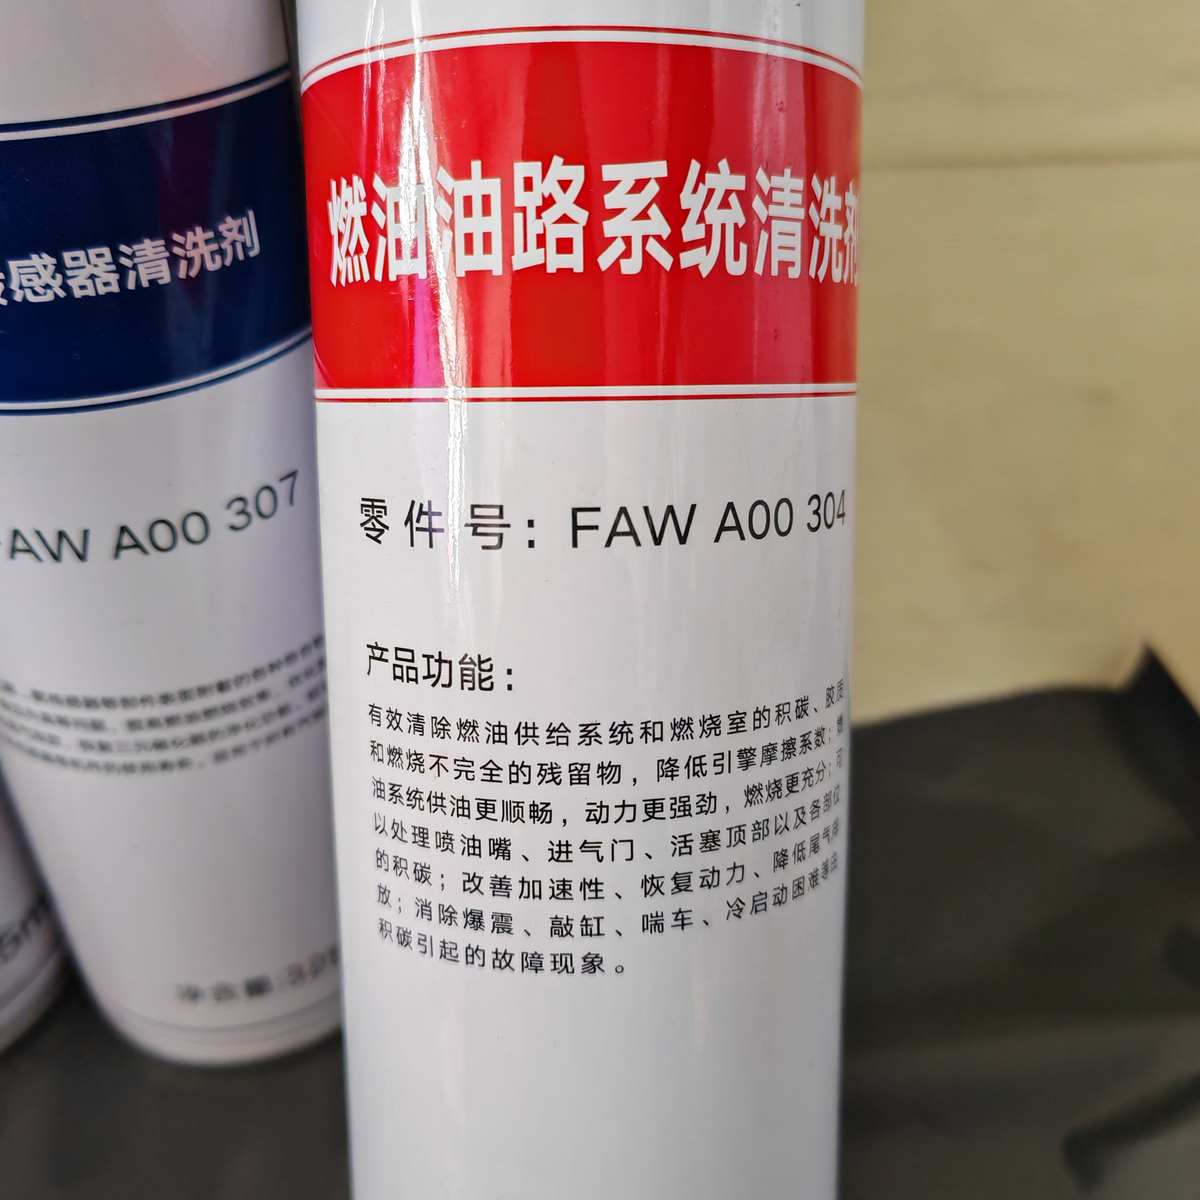 感器清洗剂
AW A00 307
净含量:32
燃油油路系统清洗剂
零件号: FAW A00 304
产品功能:
有效清除燃油供给系统和燃烧室的积碳、胶质
和燃烧不完全的残留物，降低引擎摩擦系数；燃
油系统供油更顺畅，动力更强劲，燃烧更充分；可
以处理喷油嘴、进气门、活塞顶部以及各部位
的积碳；改善加速性、恢复动力、降低尾气排
放；消除爆震、敲缸、喘车、冷启动困难等由
积碳引起的故障现象。